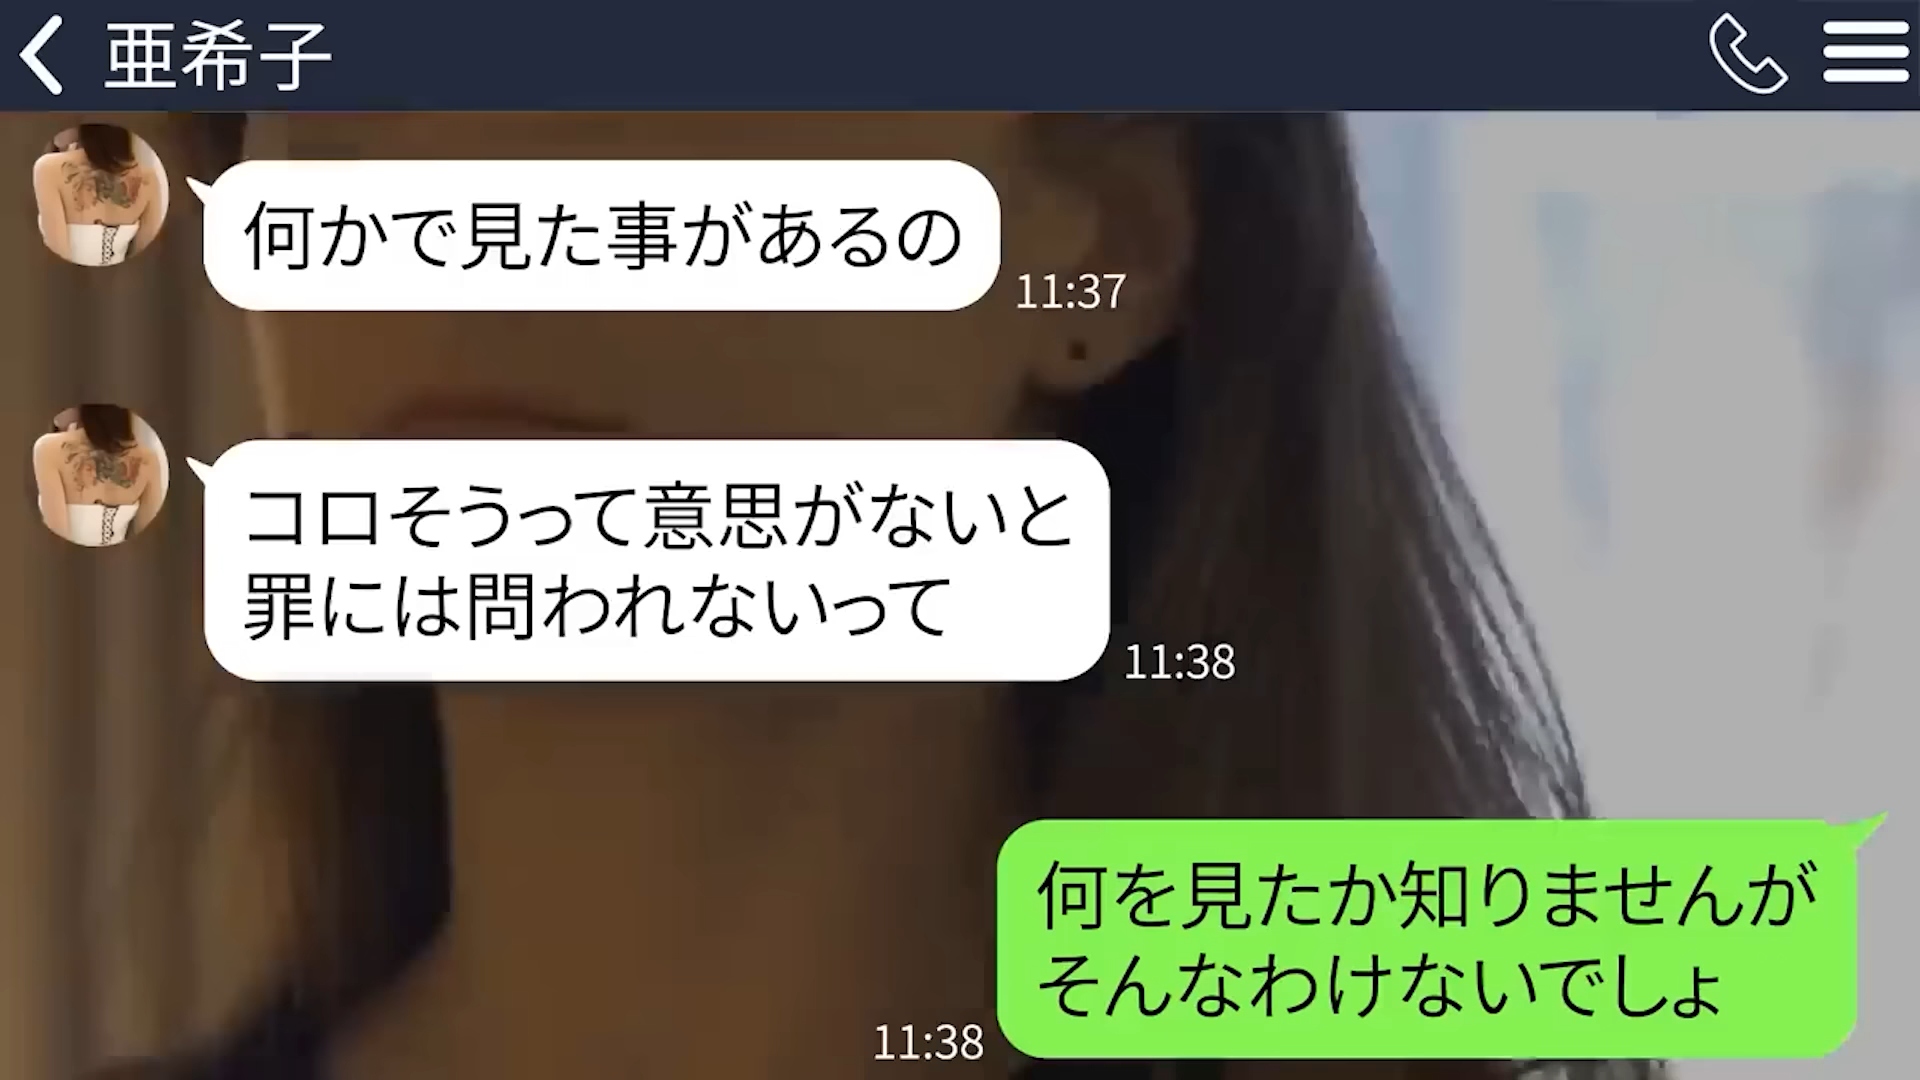 亜希子
何かで見た事があるの
11:37
コロそうって意思がないと
罪には問われないって
11:38
何を見たか知りませんが
そんなわけないでしょ
11:38